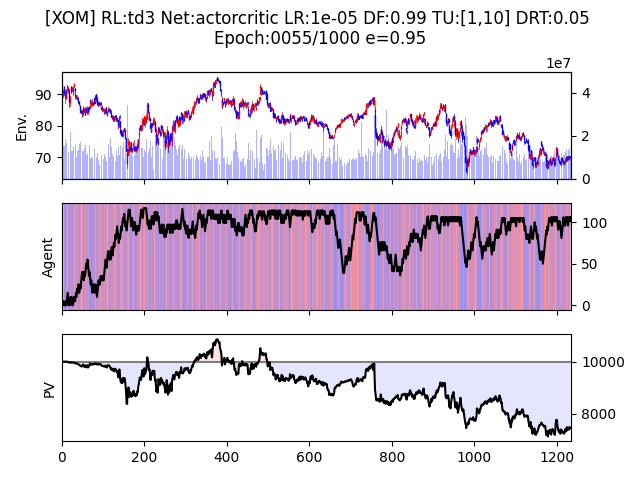 [XOM] RL:td3 Net:actorcritic LR:1e-05 DF:0.99 TU:[1,10] DRT:0.05
Epoch:0055/1000 e=0.95
1e7
Env.
90
80
70
4
2
0
Agent
100
50
0
PV
10000
8000
0 200 400 600 800 1000 1200